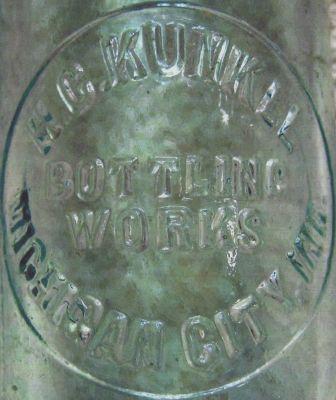 H.C. KUNKEL
BOTTLING
WORKS
MICHIGAN CITY, IND.